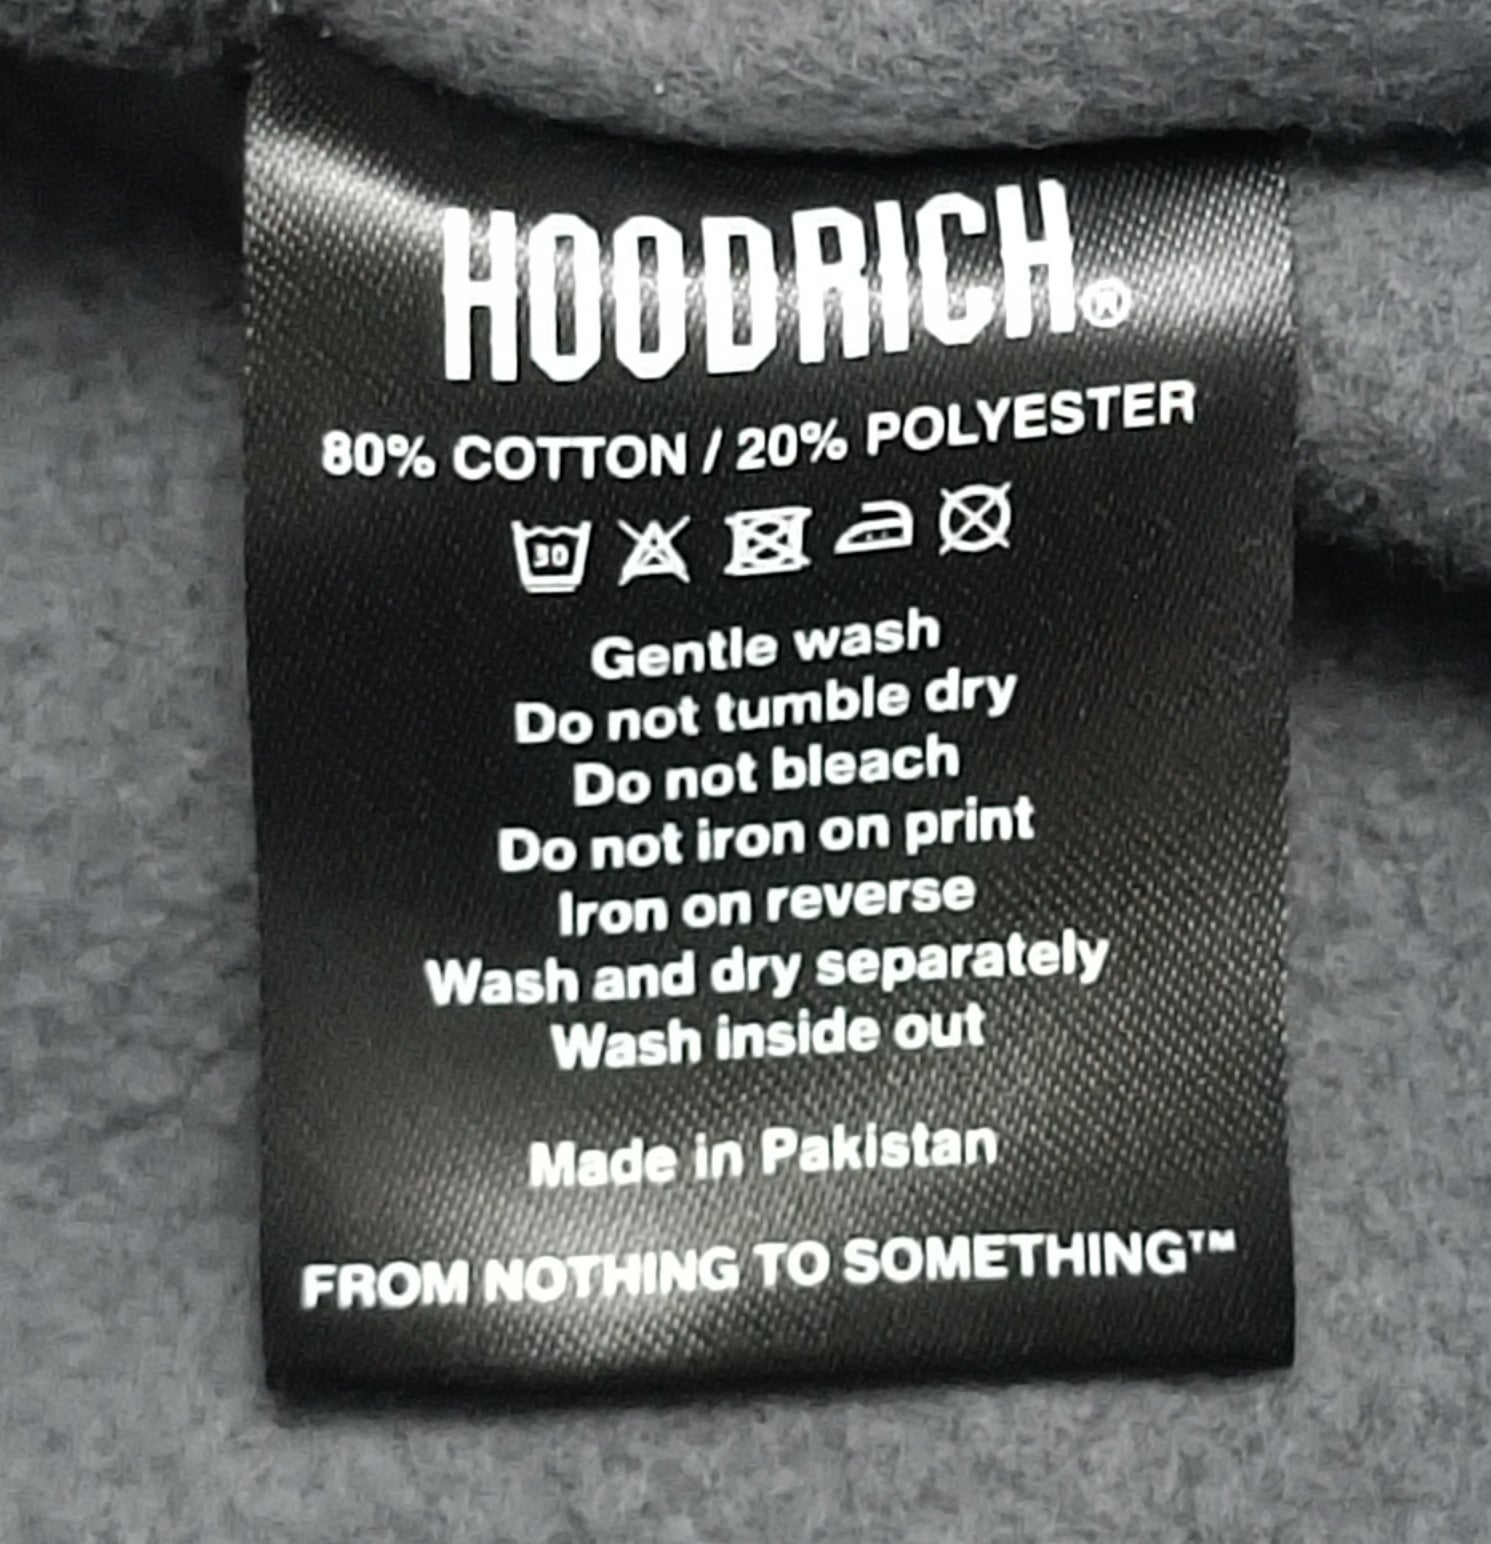 HOODRICH®
80% COTTON / 20% POLYESTER
30
Gentle wash
Do not tumble dry
Do not bleach
Do not iron on print
Iron on reverse
Wash and dry separately
Wash inside out
Made in Pakistan
FROM NOTHING TO SOMETHING™